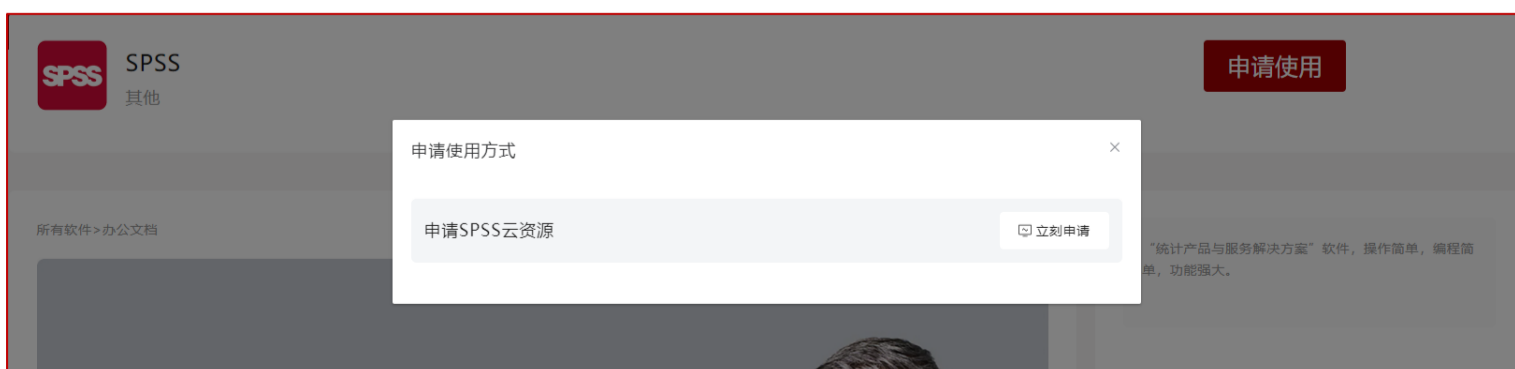 SPSS
SPSS
其他
申请使用
申请使用方式
申请SPSS云资源
立刻申请
所有软件>办公文档
“统计产品与服务解决方案”软件，操作简单，编程简
单，功能强大。